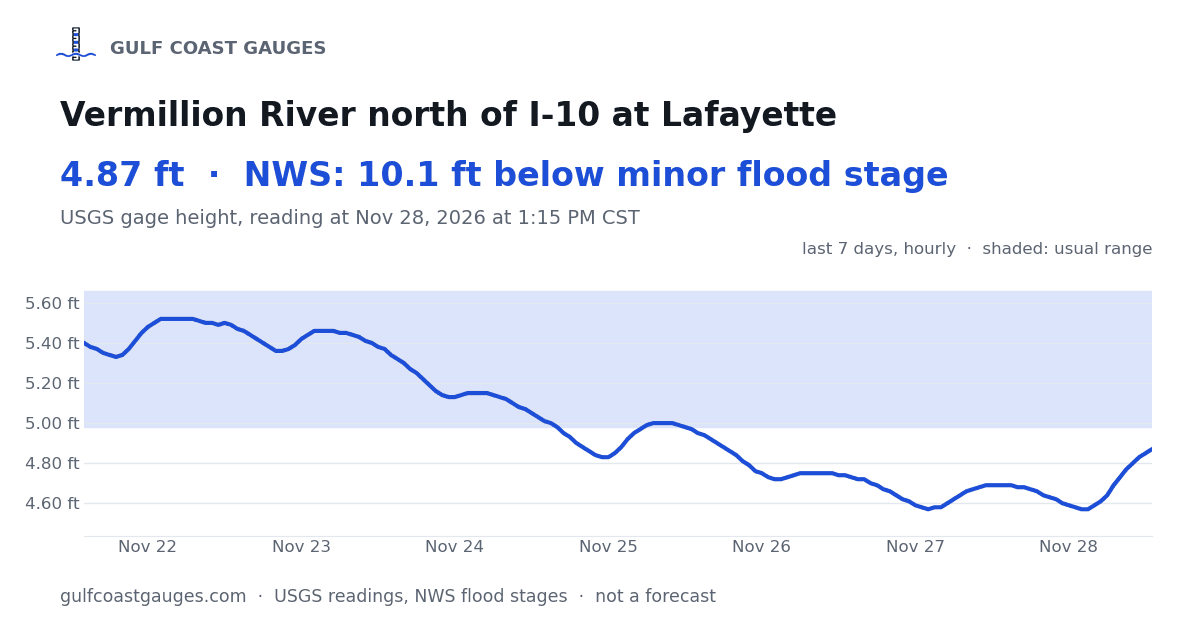 GULF COAST GAUGES
Vermillion River north of I-10 at Lafayette
4.87 ft · NWS: 10.1 ft below minor flood stage
USGS gage height, reading at Nov 28, 2026 at 1:15 PM CST
last 7 days, hourly · shaded: usual range
5.60 ft
5.40 ft
5.20 ft
5.00 ft
4.80 ft
4.60 ft
Nov 22 Nov 23 Nov 24 Nov 25 Nov 26 Nov 27 Nov 28
gulfcoastgauges.com · USGS readings, NWS flood stages · not a forecast